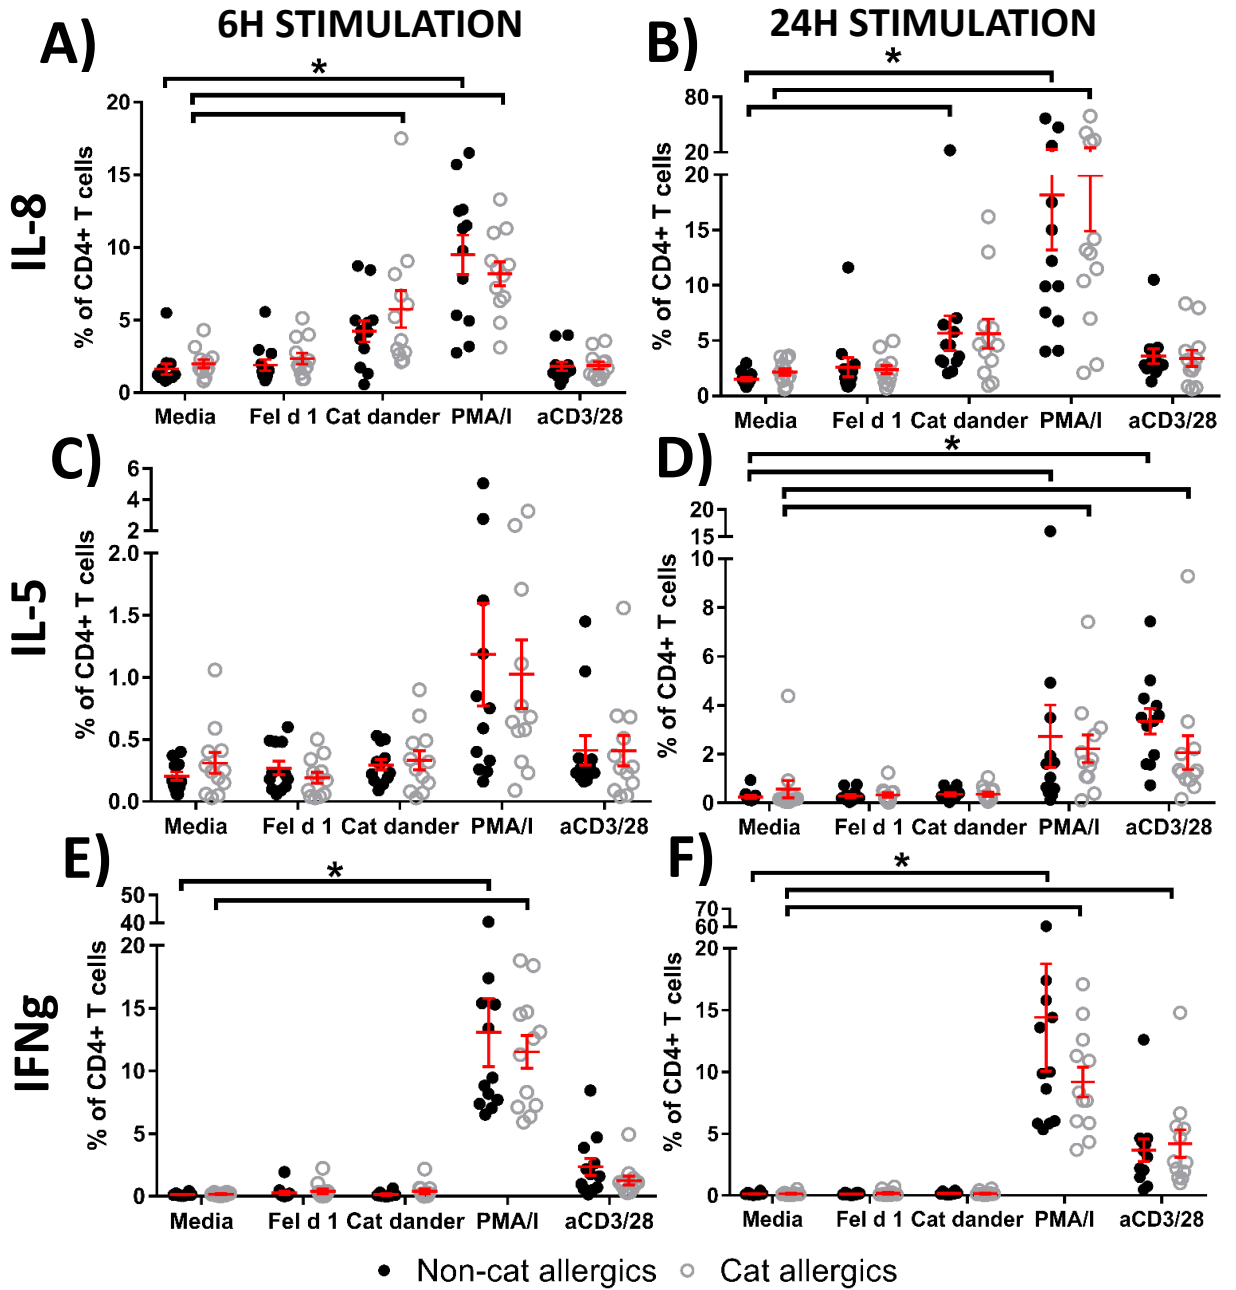 6H STIMULATION
24H STIMULATION
A)
*
20
15
10
5
0
% of CD4+ T cells
IL-8
Media Fel d 1 Cat dander PMA/I aCD3/28
B)
*
80
20
20
15
10
5
0
% of CD4+ T cells
Media Fel d 1 Cat dander PMA/I aCD3/28
C)
6
4
2
2.0
1.5
1.0
0.5
0.0
% of CD4+ T cells
IL-5
Media Fel d 1 Cat dander PMA/I aCD3/28
D)
*
20
15
10
8
6
4
2
0
% of CD4+ T cells
Media Fel d 1 Cat dander PMA/I aCD3/28
E)
*
50
40
20
15
10
5
0
% of CD4+ T cells
IFNg
Media Fel d 1 Cat dander PMA/I aCD3/28
F)
*
70
60
20
15
10
5
0
% of CD4+ T cells
Media Fel d 1 Cat dander PMA/I aCD3/28
Non-cat allergics Cat allergics